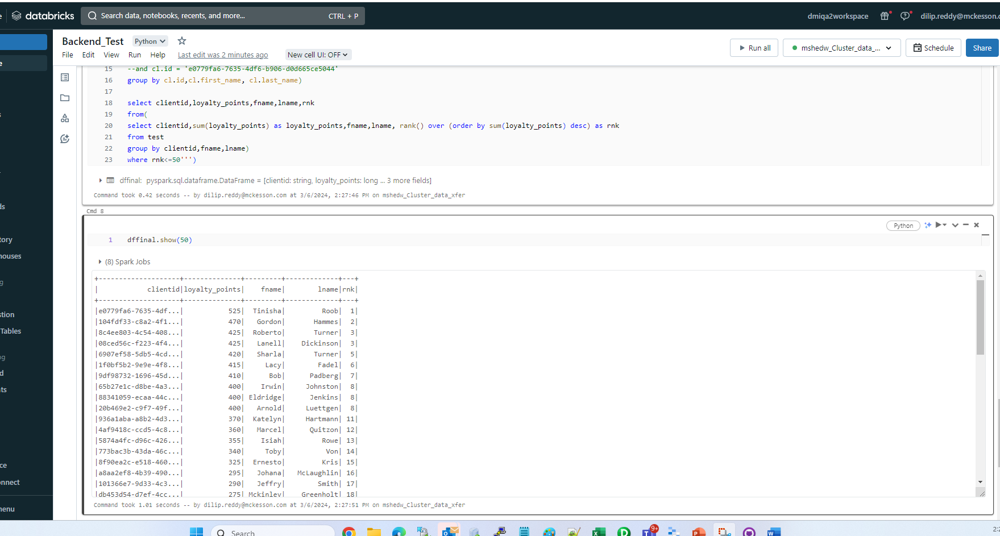 e databricks Search data, notebooks, recents, and more... CTRL + P dmiqa2workspace dilip.reddy@mckesson.c
Backend_Test Python
File Edit View Run Help Last edit was 2 minutes ago New cell UI: OFF
Run all mshedw_Cluster_data_... Schedule Share
e
s
ds
tory
houses
g
stion
Tables
ng
d
ts
ce
onnect
nenu
15 --and cl.id = 'e0779fa6-7635-4df6-b906-d0d665ce5044'
16 group by cl.id,cl.first_name, cl.last_name)
17
18 select clientid,loyalty_points,fname,lname,rnk
19 from(
20 select clientid,sum(loyalty_points) as loyalty_points,fname,lname, rank() over (order by sum(loyalty_points) desc) as rnk
21 from test
22 group by clientid,fname,lname)
23 where rnk<=50''')
dffinal: pyspark.sql.dataframe.DataFrame = [clientid: string, loyalty_points: long ... 3 more fields]
Command took 0.42 seconds -- by dilip.reddy@mckesson.com at 3/6/2024, 2:27:46 PM on mshedw_Cluster_data_xfer
Cmd 8
Python
1 dffinal.show(50)
(8) Spark Jobs
+--------------------+--------------+---------+-------------+---+
|            clientid|loyalty_points|    fname|        lname|rnk|
+--------------------+--------------+---------+-------------+---+
|e0779fa6-7635-4df...|           525|  Tinisha|         Roob|  1|
|104fdf33-c8a2-4f1...|           470|   Gordon|       Hammes|  2|
|8c4ee803-4c54-408...|           425|  Roberto|       Turner|  3|
|08ced56c-f223-4f4...|           425|   Lanell|    Dickinson|  3|
|6907ef58-5db5-4cd...|           420|   Sharla|       Turner|  5|
|1f0bf5b2-9e9e-4f8...|           415|     Lacy|        Fadel|  6|
|9df98732-1696-45d...|           410|      Bob|      Padberg|  7|
|65b27e1c-d8be-4a3...|           400|    Irwin|     Johnston|  8|
|88341059-ecaa-44c...|           400| Eldridge|      Jenkins|  8|
|20b469e2-c9f7-49f...|           400|   Arnold|     Luettgen|  8|
|936a1aba-a8b2-4d3...|           370|  Katelyn|     Hartmann| 11|
|4af9418c-ccd5-4c8...|           360|   Marcel|      Quitzon| 12|
|5874a4fc-d96c-426...|           355|   Isiah|         Rowe| 13|
|773bac3b-43da-46c...|           340|     Toby|          Von| 14|
|8f90ea2c-e518-460...|           325|  Ernesto|         Kris| 15|
|a8aa2ef8-4b39-490...|           295|   Johana|   McLaughlin| 16|
|101366e7-9d33-4c3...|           290|  Jeffry|        Smith| 17|
|db453d54-d7ef-4cc...|           275| Mckinley|    Greenholt| 18|
Command took 1.01 seconds -- by dilip.reddy@mckesson.com at 3/6/2024, 2:27:51 PM on mshedw_Cluster_data_xfer
Search 9+ 2: